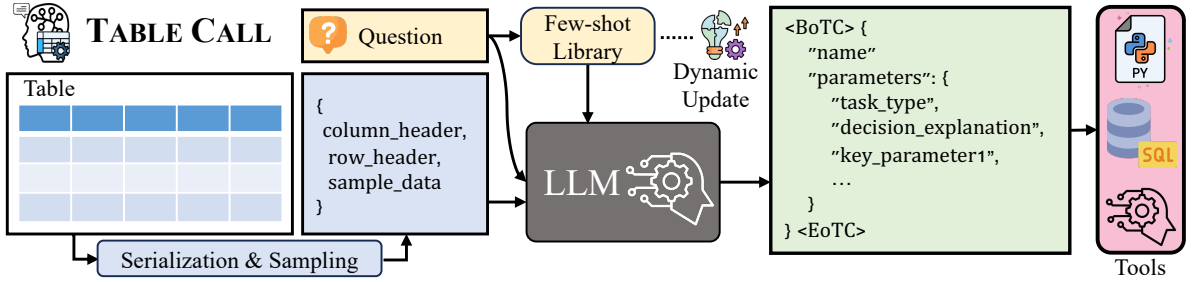 TABLE CALL
Question
Few-shot
Library
......
Dynamic
Update
Table
{
column_header,
row_header,
sample_data
}
Serialization & Sampling
LLM
<BoTC> {
"name"
"parameters": {
"task_type",
"decision_explanation",
"key_parameter1",
...
}
} <EoTC>
PY
SQL
Tools